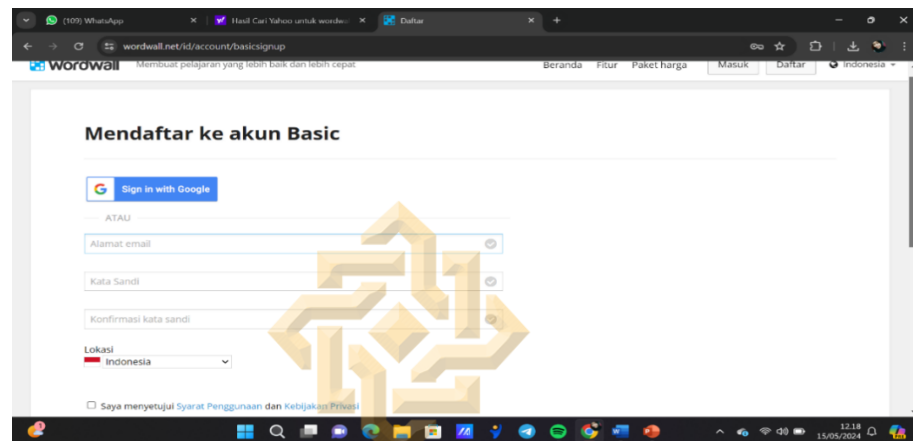 (109) WhatsApp
Hasil Cari Yahoo untuk wordwal
Daftar
wordwall.net/id/account/basicsignup
Wordwall Membuat pelajaran yang lebih baik dan lebih cepat Beranda Fitur Paket harga Masuk Daftar Indonesia
Mendaftar ke akun Basic
G Sign in with Google
ATAU
Alamat email
Kata Sandi
Konfirmasi kata sandi
Lokasi
Indonesia
Saya menyetujui Syarat Penggunaan dan Kebijakan Privasi
12.18
15/05/2024